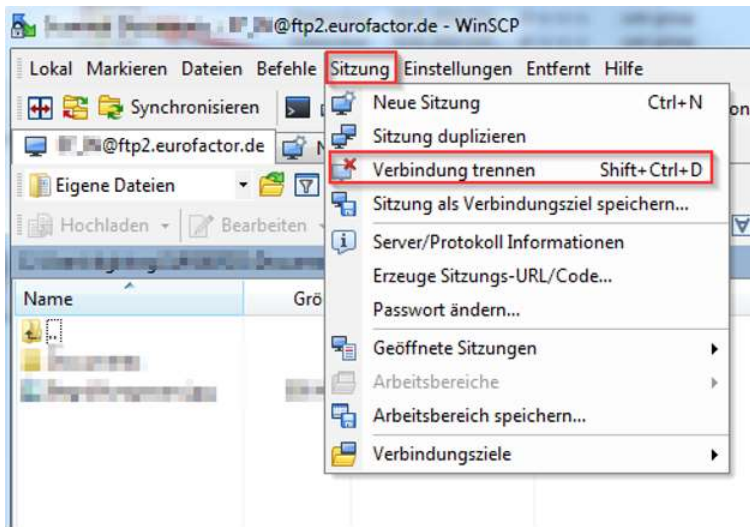 @ftp2.eurofactor.de - WinSCP
Lokal Markieren Dateien Befehle Sitzung Einstellungen Entfernt Hilfe
Synchronisieren
Neue Sitzung Ctrl+N
@ftp2.eurofactor.de
Sitzung duplizieren
Eigene Dateien
Verbindung trennen Shift+Ctrl+D
Sitzung als Verbindungsziel speichern...
Hochladen Bearbeiten
Server/Protokoll Informationen
Erzeuge Sitzungs-URL/Code...
Name Grö
Passwort ändern...
..
Geöffnete Sitzungen
Arbeitsbereiche
Arbeitsbereich speichern...
Verbindungsziele